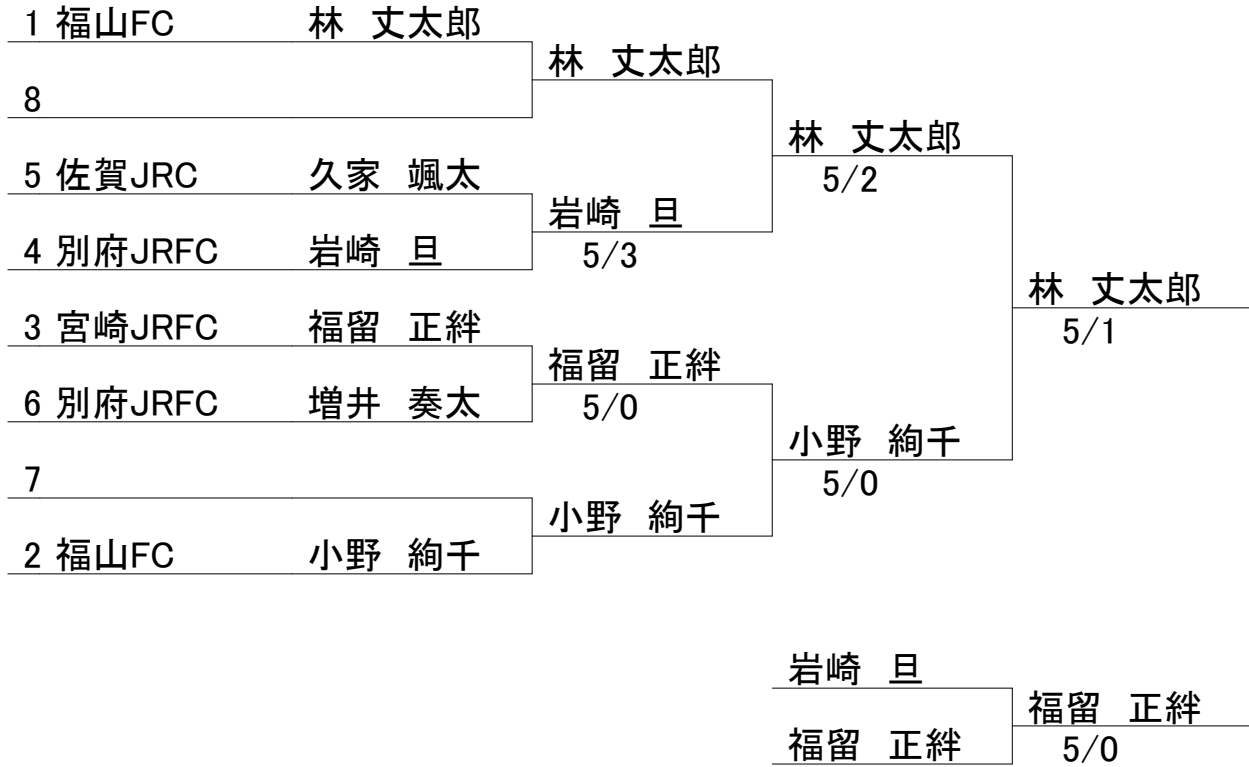 1 福山FC 林 丈太郎
林 丈太郎
8
林 丈太郎
5/2
5 佐賀JRC 久家 颯太
岩崎 旦
5/3
4 別府JRFC 岩崎 旦
林 丈太郎
5/1
3 宮崎JRFC 福留 正絆
福留 正絆
5/0
6 別府JRFC 増井 奏太
小野 絢千
5/0
7
小野 絢千
2 福山FC 小野 絢千
岩崎 旦
福留 正絆
5/0
福留 正絆